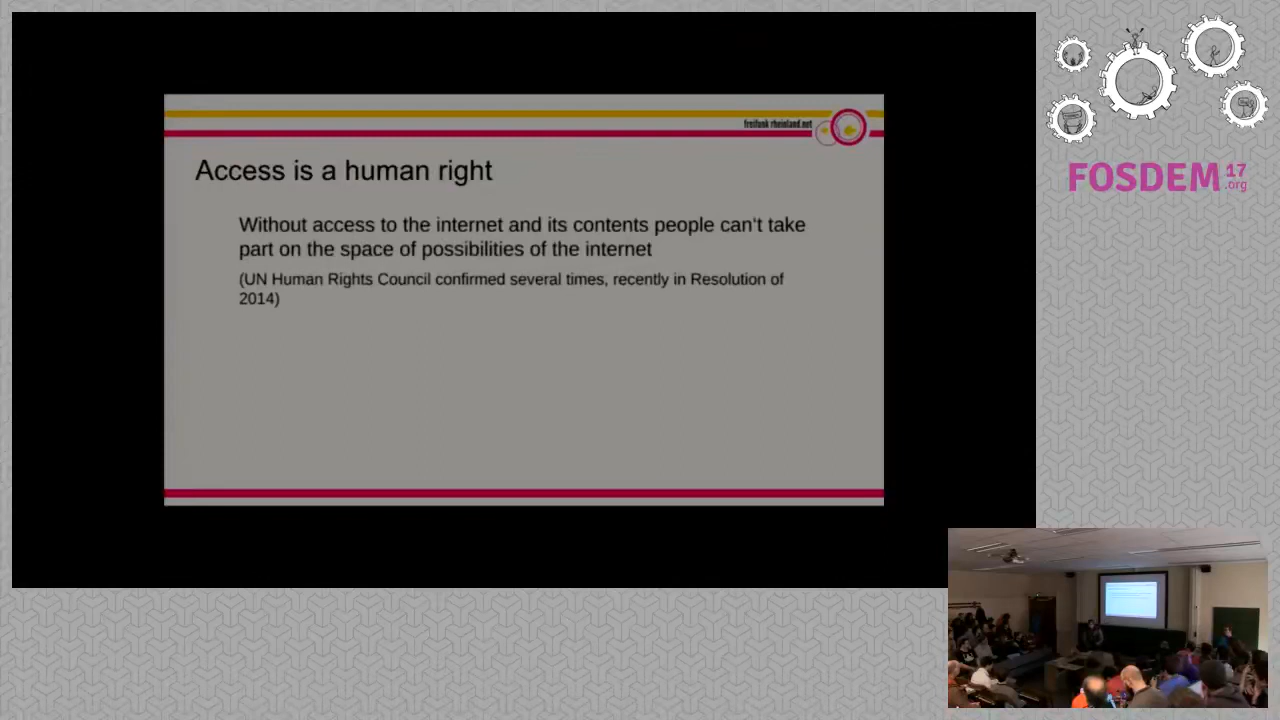 freifunk rheinland.net
Access is a human right
Without access to the internet and its contents people can't take
part on the space of possibilities of the internet
(UN Human Rights Council confirmed several times, recently in Resolution of
2014)
FOSDEM 17
.org